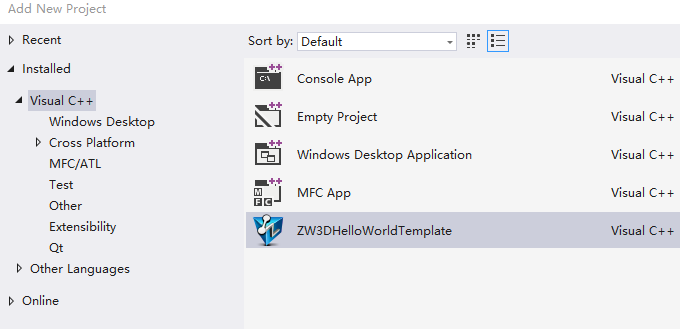 Add New Project
Recent
Installed
Visual C++
Windows Desktop
Cross Platform
MFC/ATL
Test
Other
Extensibility
Qt
Other Languages
Online
Sort by: Default
Console App Visual C++
Empty Project Visual C++
Windows Desktop Application Visual C++
MFC App Visual C++
ZW3DHelloWorldTemplate Visual C++